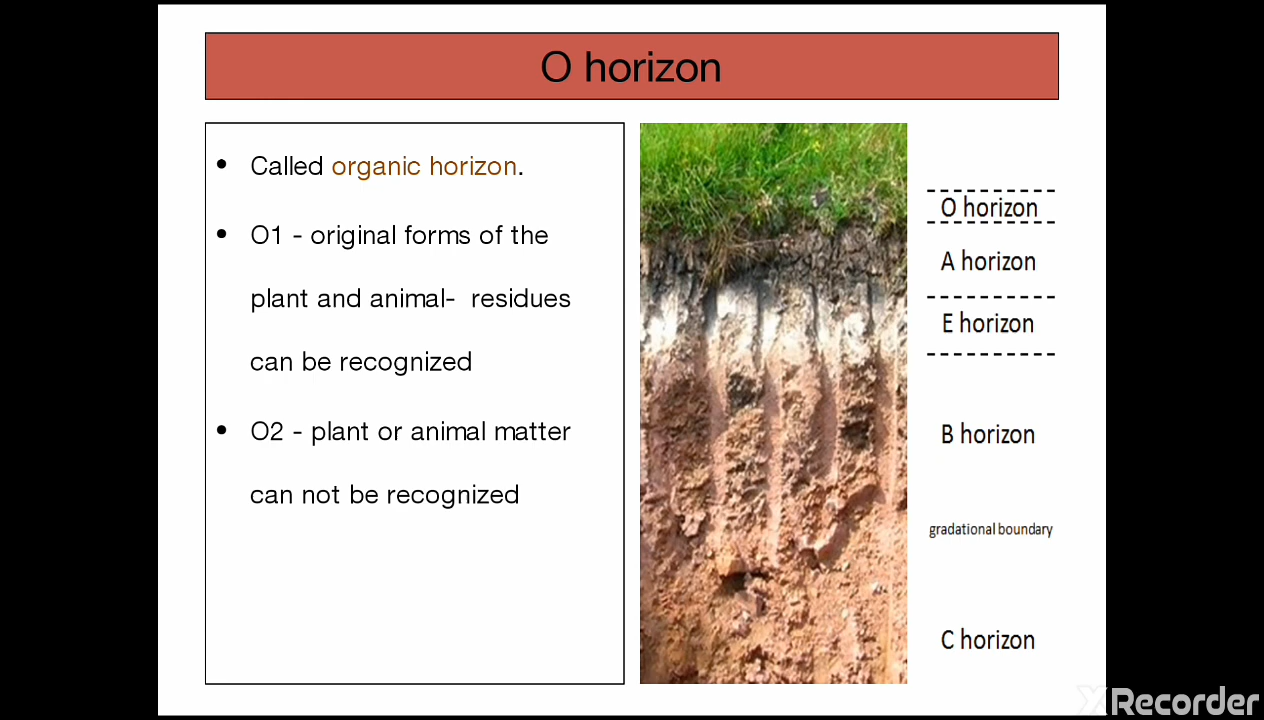 O horizon
• Called organic horizon.
• O1 - original forms of the
plant and animal- residues
can be recognized
• O2 - plant or animal matter
can not be recognized
O horizon
A horizon
E horizon
B horizon
gradational boundary
C horizon
XRecorder